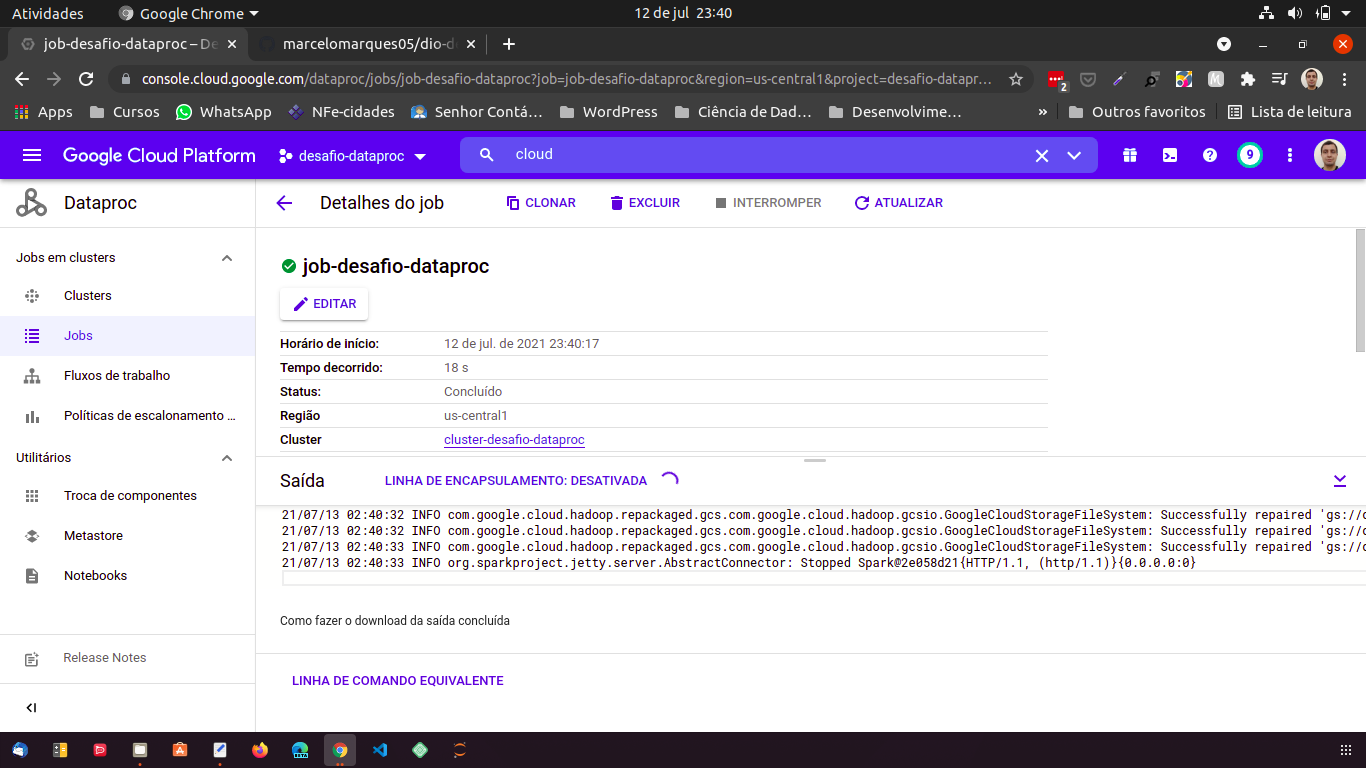 Atividades Google Chrome 12 de jul 23:40
job-desafio-dataproc – De marcelomarques05/dio-d
console.cloud.google.com/dataproc/jobs/job-desafio-dataproc?job=job-desafio-dataproc&region=us-central1&project=desafio-datapr… 2 M
Apps Cursos WhatsApp NFe-cidades Senhor Contá… WordPress Ciência de Dad… Desenvolvime… » Outros favoritos Lista de leitura
Google Cloud Platform desafio-dataproc cloud 9
Dataproc Detalhes do job CLONAR EXCLUIR INTERROMPER ATUALIZAR
Jobs em clusters
Clusters
Jobs
Fluxos de trabalho
Políticas de escalonamento …
Utilitários
Troca de componentes
Metastore
Notebooks
Release Notes
job-desafio-dataproc
EDITAR
Horário de início: 12 de jul. de 2021 23:40:17
Tempo decorrido: 18 s
Status: Concluído
Região us-central1
Cluster cluster-desafio-dataproc
Saída LINHA DE ENCAPSULAMENTO: DESATIVADA
21/07/13 02:40:32 INFO com.google.cloud.hadoop.repackaged.gcs.com.google.cloud.hadoop.gcsio.GoogleCloudStorageFileSystem: Successfully repaired 'gs://
21/07/13 02:40:32 INFO com.google.cloud.hadoop.repackaged.gcs.com.google.cloud.hadoop.gcsio.GoogleCloudStorageFileSystem: Successfully repaired 'gs://
21/07/13 02:40:33 INFO com.google.cloud.hadoop.repackaged.gcs.com.google.cloud.hadoop.gcsio.GoogleCloudStorageFileSystem: Successfully repaired 'gs://
21/07/13 02:40:33 INFO org.sparkproject.jetty.server.AbstractConnector: Stopped Spark@2e058d21{HTTP/1.1, (http/1.1)}{0.0.0.0:0}
Como fazer o download da saída concluída
LINHA DE COMANDO EQUIVALENTE